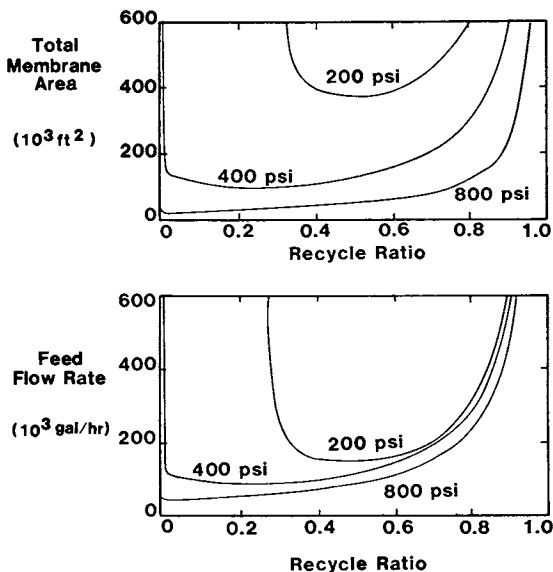 Total
Membrane
Area
(10³ ft²)
600
400
200
0
200 psi
400 psi
800 psi
0 0.2 0.4 0.6 0.8 1.0
Recycle Ratio
Feed
Flow Rate
(10³ gal/hr)
600
400
200
0
200 psi
400 psi
800 psi
0 0.2 0.4 0.6 0.8 1.0
Recycle Ratio